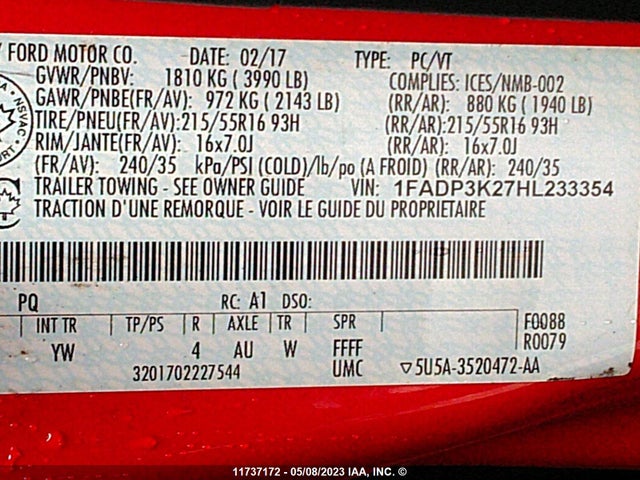 FORD MOTOR CO. DATE: 02/17 TYPE: PC/VT
GVWR/PNBV: 1810 KG ( 3990 LB) COMPLIES: ICES/NMB-002
GAWR/PNBE(FR/AV): 972 KG ( 2143 LB) (RR/AR): 880 KG ( 1940 LB)
TIRE/PNEU(FR/AV): 215/55R16 93H (RR/AR): 215/55R16 93H
RIM/JANTE(FR/AV): 16x7.0J (RR/AR): 16x7.0J
(FR/AV): 240/35 kPa/PSI (COLD)/lb/po (A FROID) (RR/AR): 240/35
TRAILER TOWING - SEE OWNER GUIDE VIN: 1FADP3K27HL233354
TRACTION D'UNE REMORQUE - VOIR LE GUIDE DU PROPRIETAIRE
NSVAC
PQ RC: A1 DSO:
INT TR TP/PS R AXLE TR SPR F0088
R0079
YW 4 AU W FFFF
3201702227544 UMC ▽5U5A-3520472-AA
11737172 - 05/08/2023 IAA, INC. ©